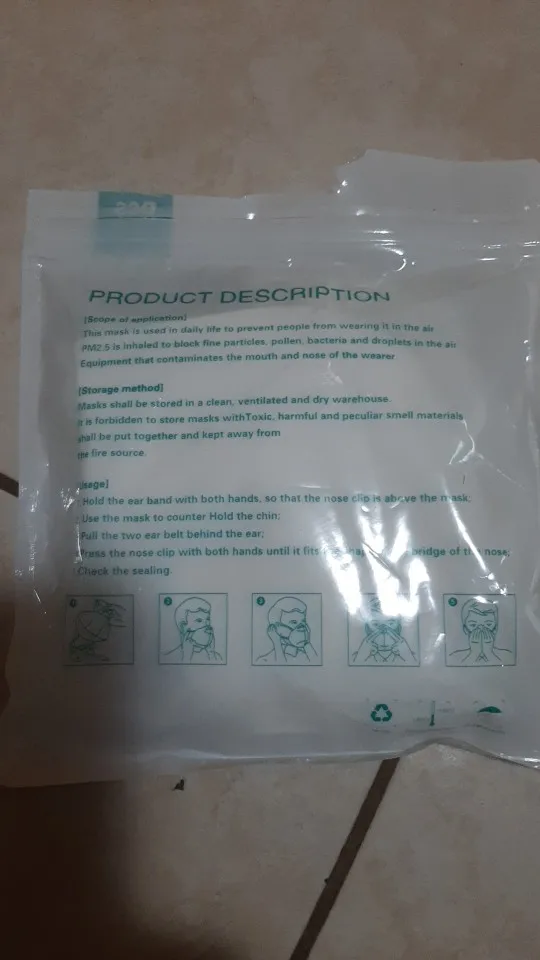 PRODUCT DESCRIPTION
[Scope of application]
This mask is used in daily life to prevent people from wearing it in the air
PM2.5 is inhaled to block fine particles, pollen, bacteria and droplets in the air
Equipment that contaminates the mouth and nose of the wearer
[Storage method]
Masks shall be stored in a clean, ventilated and dry warehouse.
It is forbidden to store masks withToxic, harmful and peculiar smell materials
shall be put together and kept away from
the fire source.
Usage]
Hold the ear band with both hands, so that the nose clip is above the mask;
Use the mask to counter Hold the chin;
Pull the two ear belt behind the ear;
Press the nose clip with both hands until it fits bridge of the nose;
Check the sealing.
1 2 3 5